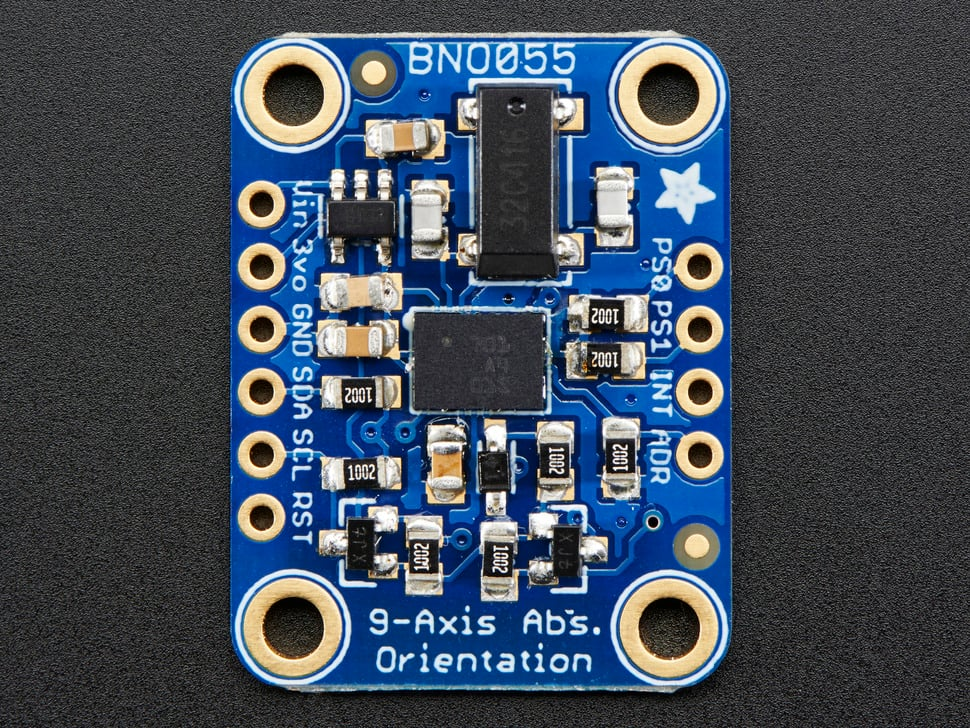 BNO055
32C416
Vin
3vo
GND
SDA
SCL
RST
PS0
PS1
INT
ADR
1002
1002
1002
1002
1002
1002
1002
1002
9-Axis Abs.
Orientation